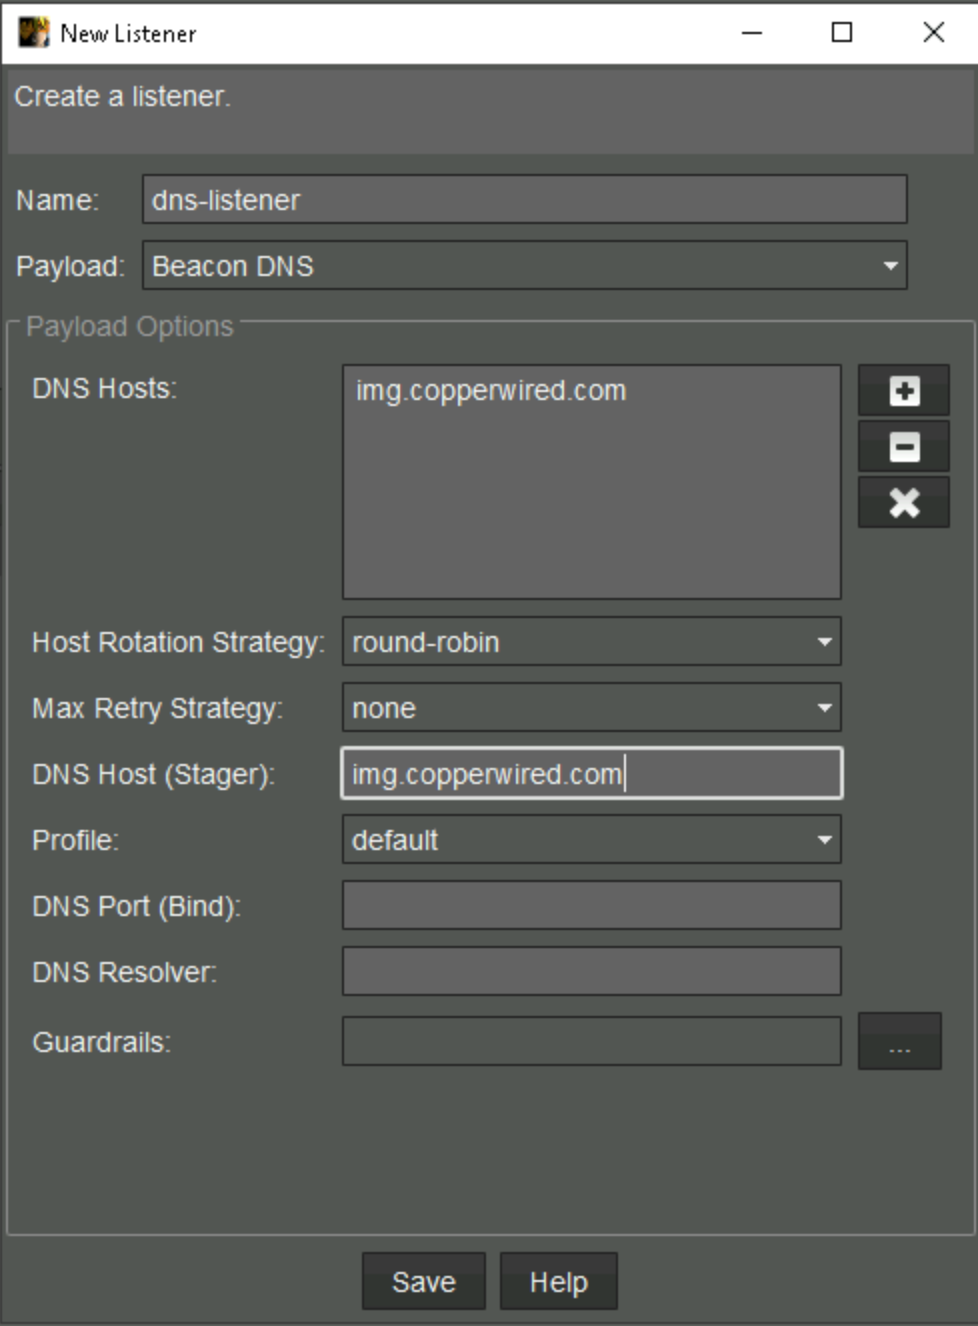 New Listener
Create a listener.
Name: dns-listener
Payload: Beacon DNS
Payload Options
DNS Hosts: img.copperwired.com
Host Rotation Strategy: round-robin
Max Retry Strategy: none
DNS Host (Stager): img.copperwired.com
Profile: default
DNS Port (Bind):
DNS Resolver:
Guardrails: ...
Save Help